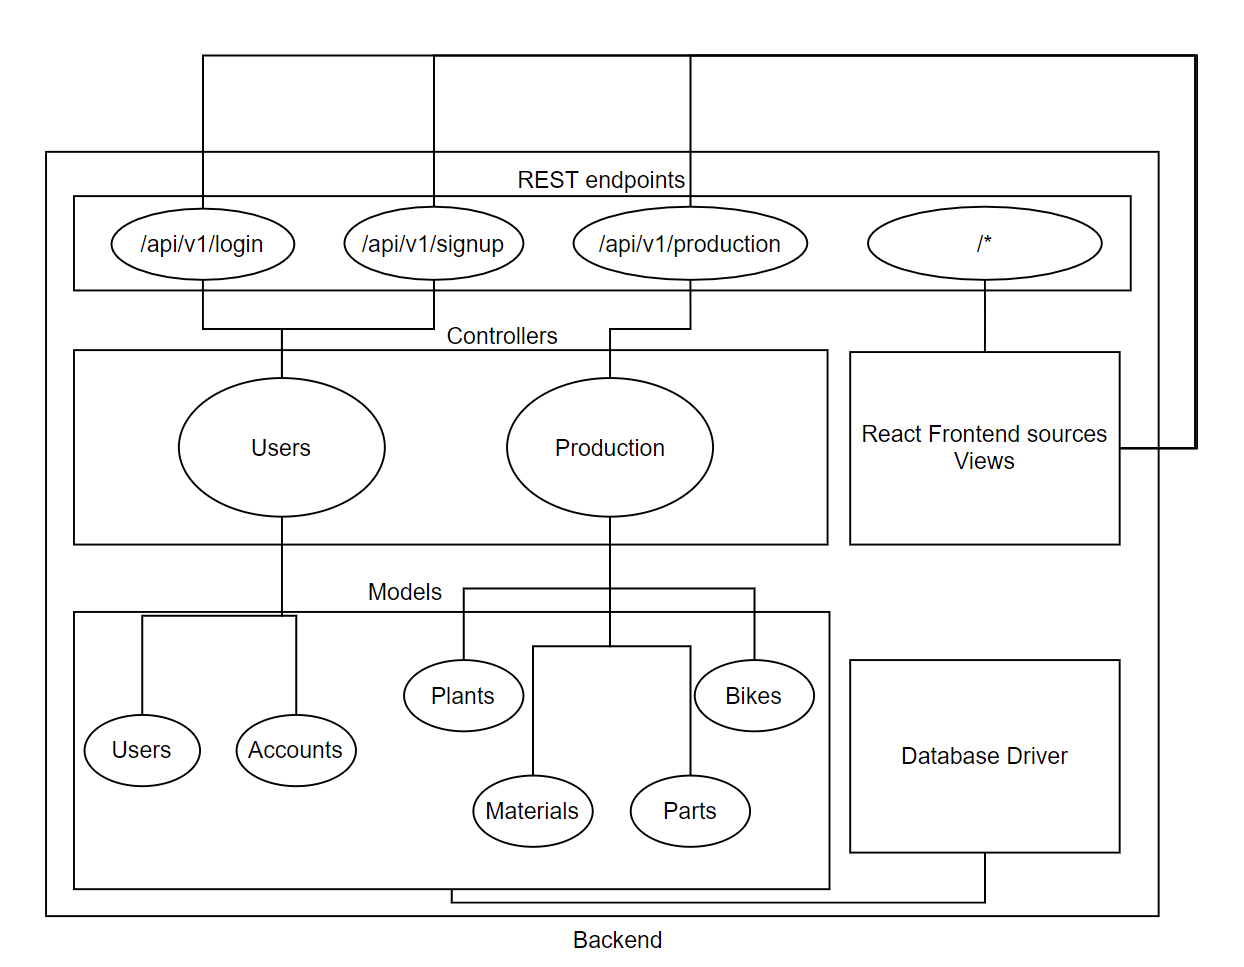 REST endpoints
/api/v1/login
/api/v1/signup
/api/v1/production
/*
Controllers
Users
Production
React Frontend sources
Views
Models
Plants
Bikes
Users
Accounts
Materials
Parts
Database Driver
Backend